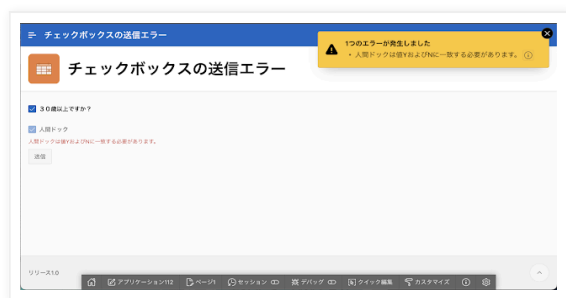 チェックボックスの送信エラー
1つのエラーが発生しました
・人間ドックは値YおよびNに一致する必要があります。
チェックボックスの送信エラー
30歳以上ですか?
人間ドック
人間ドックは値YおよびNに一致する必要があります。
送信
リリース1.0
アプリケーション112 ページ1 セッション デバッグ クイック編集 カスタマイズ